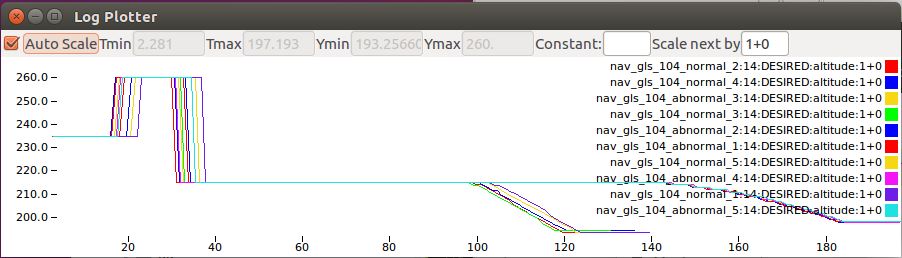 Log Plotter
Auto Scale Tmin 2.281 Tmax 197.193 Ymin 193.2566 Ymax 260. Constant: Scale next by 1+0
nav_gls_104_normal_2:14:DESIRED:altitude:1+0
nav_gls_104_normal_4:14:DESIRED:altitude:1+0
nav_gls_104_abnormal_3:14:DESIRED:altitude:1+0
nav_gls_104_normal_3:14:DESIRED:altitude:1+0
nav_gls_104_abnormal_2:14:DESIRED:altitude:1+0
nav_gls_104_abnormal_1:14:DESIRED:altitude:1+0
nav_gls_104_normal_5:14:DESIRED:altitude:1+0
nav_gls_104_abnormal_4:14:DESIRED:altitude:1+0
nav_gls_104_normal_1:14:DESIRED:altitude:1+0
nav_gls_104_abnormal_5:14:DESIRED:altitude:1+0
260.0
250.0
240.0
230.0
220.0
210.0
200.0
20 40 60 80 100 120 140 160 180